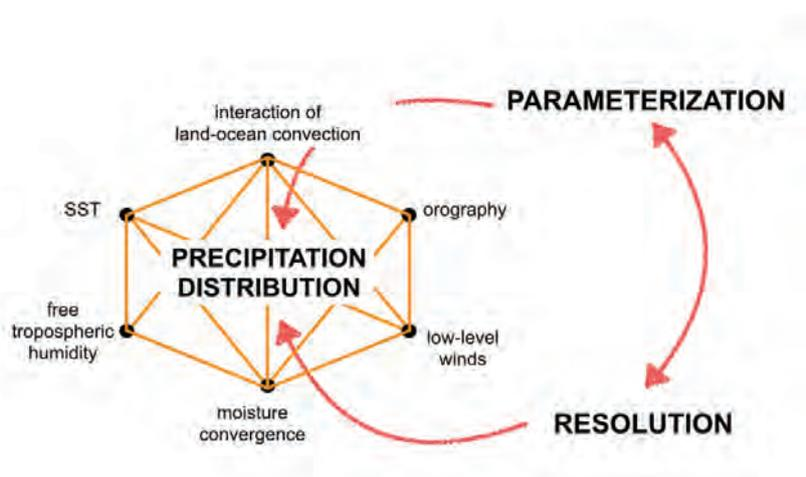 PARAMETERIZATION
interaction of
land-ocean convection
SST
orography
PRECIPITATION
DISTRIBUTION
free
tropospheric
humidity
low-level
winds
moisture
convergence
RESOLUTION